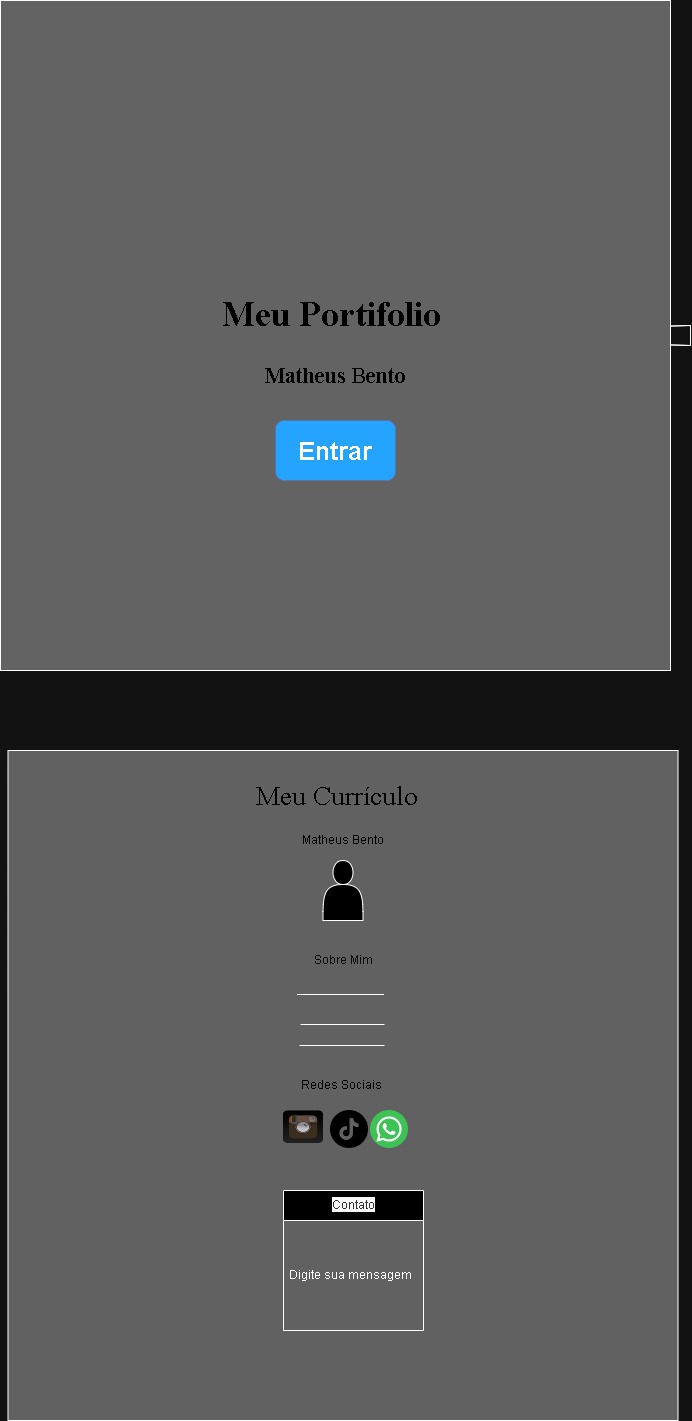 Meu Portifolio
Matheus Bento
Entrar
Meu Currículo
Matheus Bento
Sobre Mim
Redes Sociais
Contato
Digite sua mensagem